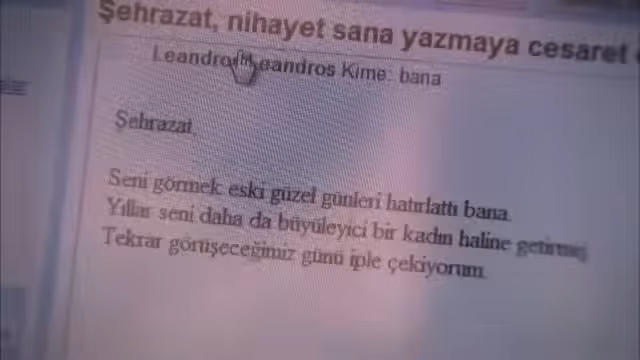 Şehrazat, nihayet sana yazmaya cesaret
Leandros Kime: bana
Şehrazat,
Seni görmek eski güzel günleri hatırlattı bana.
Yıllar seni daha da büyüleyici bir kadın haline getirmiş
Tekrar görüşeceğimiz günü iple çekiyorum.